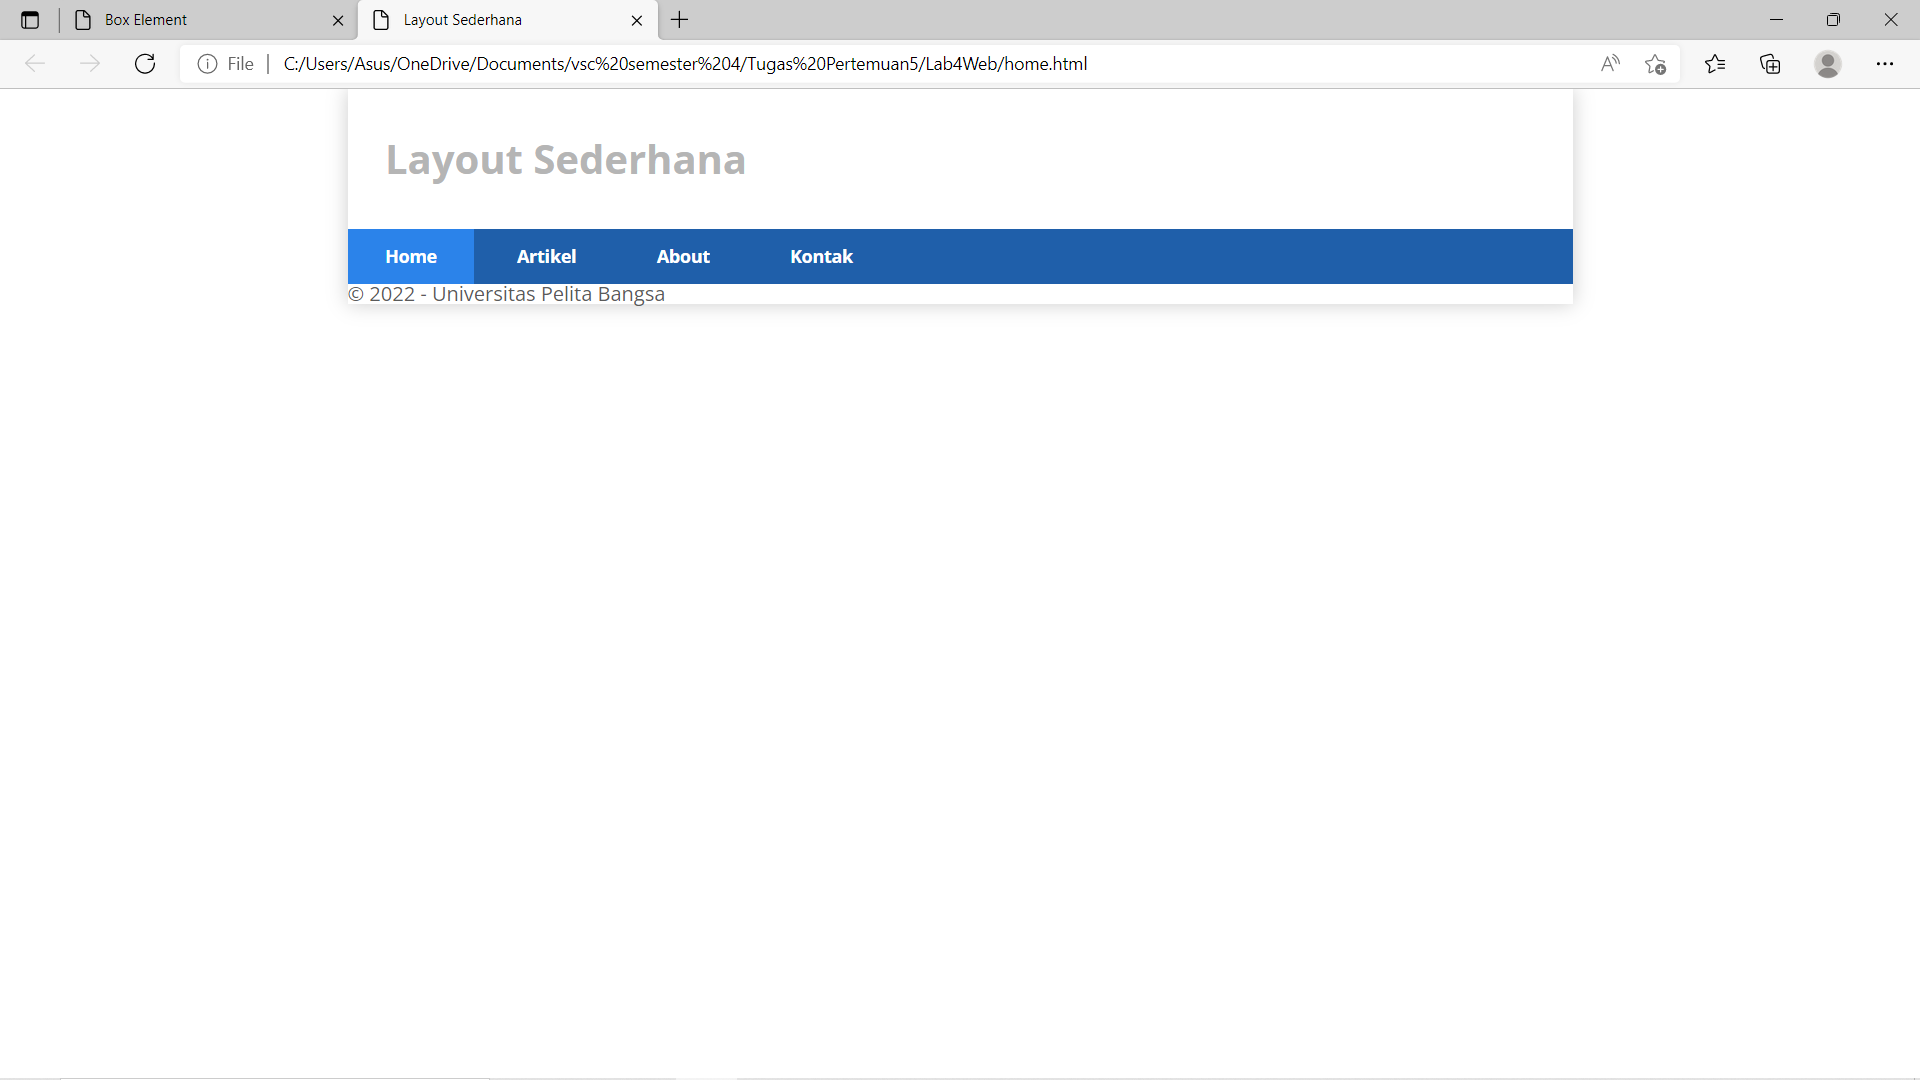 Box Element
Layout Sederhana
File
C:/Users/Asus/OneDrive/Documents/vsc%20semester%204/Tugas%20Pertemuan5/Lab4Web/home.html
Layout Sederhana
Home Artikel About Kontak
© 2022 - Universitas Pelita Bangsa